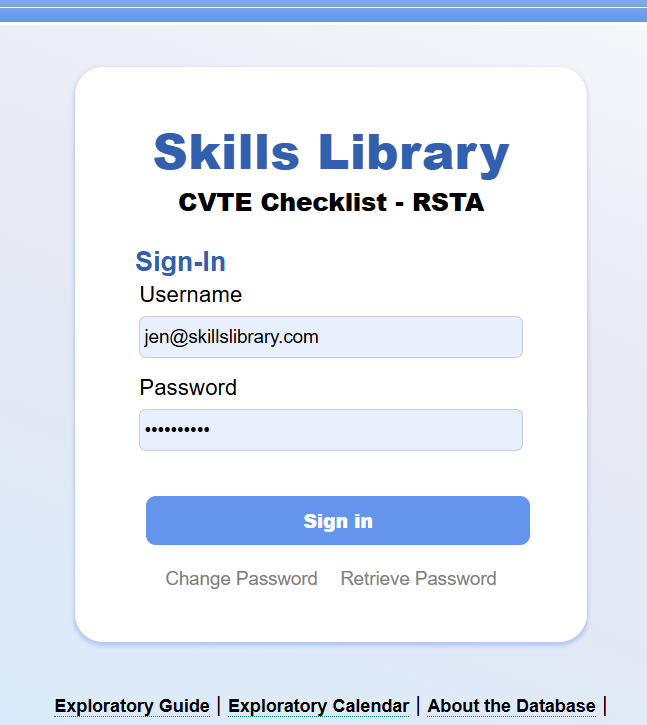 Skills Library
CVTE Checklist - RSTA
Sign-In
Username
jen@skillslibrary.com
Password
••••••••••
Sign in
Change Password Retrieve Password
Exploratory Guide | Exploratory Calendar | About the Database |